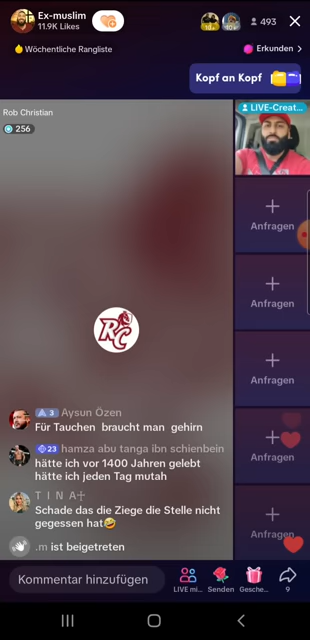 Ex-muslim
11.9K Likes
493
Wöchentliche Rangliste
Erkunden
Kopf an Kopf
Rob Christian
256
LIVE-Creat...
Anfragen
Anfragen
Anfragen
Anfragen
Anfragen
RC
3 Aysun Özen
Für Tauchen braucht man gehirn
23 hamza abu tanga ibn schienbein
hätte ich vor 1400 Jahren gelebt
hätte ich jeden Tag mutah
T I N A✝
Schade das die Ziege die Stelle nicht
gegessen hat🤣
.m ist beigetreten
Kommentar hinzufügen
LIVE mi...
Senden
Gesche...
9